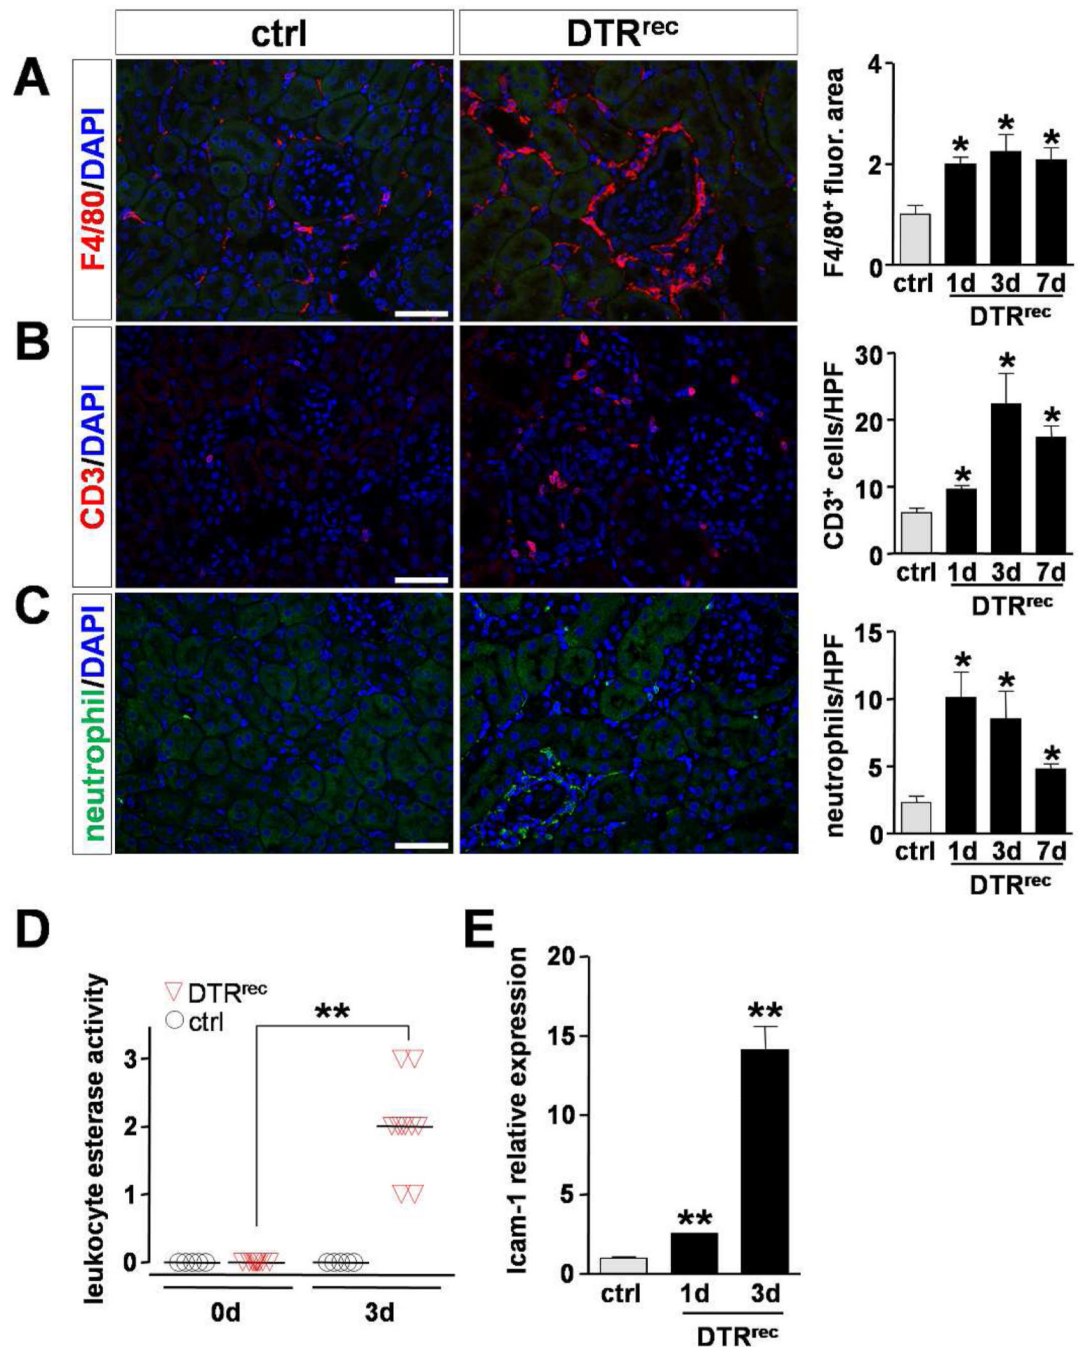 ctrl
DTRrec
A
F4/80/DAPI
F4/80+ fluor. area
4
2
0
*
*
*
ctrl
1d
3d
7d
DTRrec
B
CD3/DAPI
CD3+ cells/HPF
30
20
10
0
*
*
*
ctrl
1d
3d
7d
DTRrec
C
neutrophil/DAPI
neutrophils/HPF
15
10
5
0
*
*
*
ctrl
1d
3d
7d
DTRrec
D
leukocyte esterase activity
DTRrec
ctrl
**
3
2
1
0
0d
3d
E
Icam-1 relative expression
20
15
10
5
0
**
**
ctrl
1d
3d
DTRrec